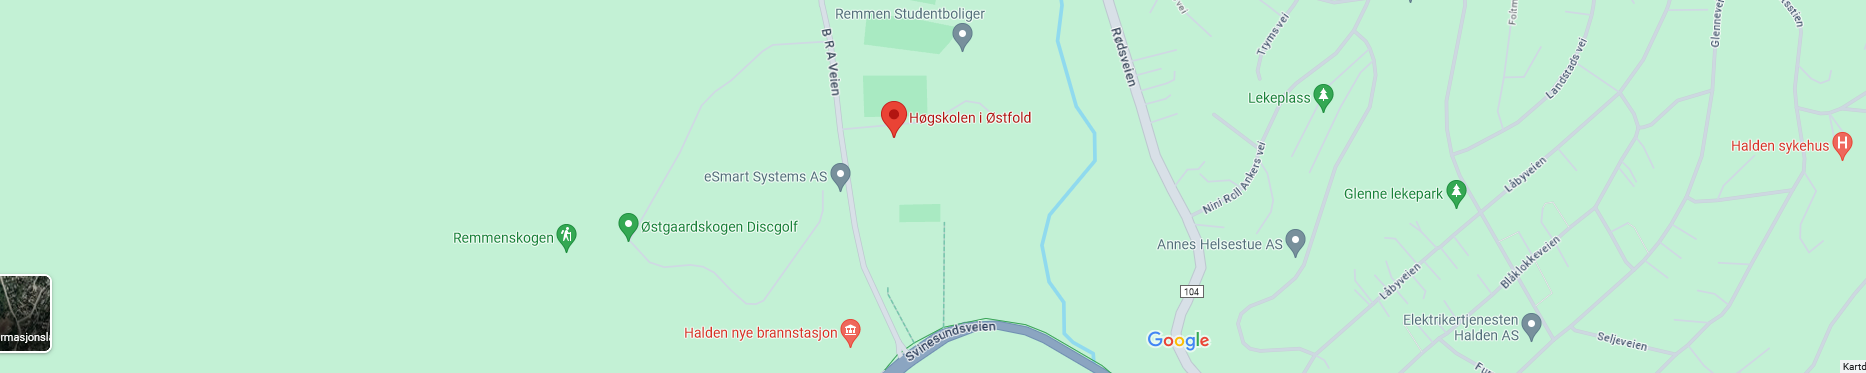 Remmen Studentboliger
B R A Veien
Rødsveien
Tryms vei
Landstads vei
Lekeplass
Høgskolen i Østfold
Halden sykehus
eSmart Systems AS
Nini Roll Ankers vei
Glenne lekepark
Låbyveien
Østgaardskogen Discgolf
Remmenskogen
Annes Helsestue AS
Blåklokkeveien
Låbyveien
104
Halden nye brannstasjon
Svinesundsveien
Google
Elektrikertjenesten
Halden AS
Seljeveien